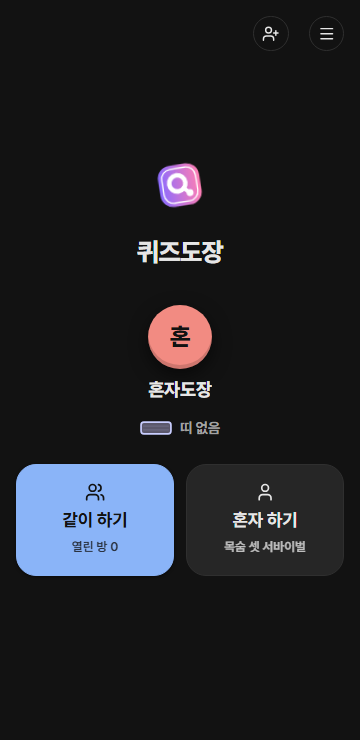 퀴즈도장
혼
혼자도장
띠 없음
같이 하기
열린 방 0
혼자 하기
목숨 셋 서바이벌